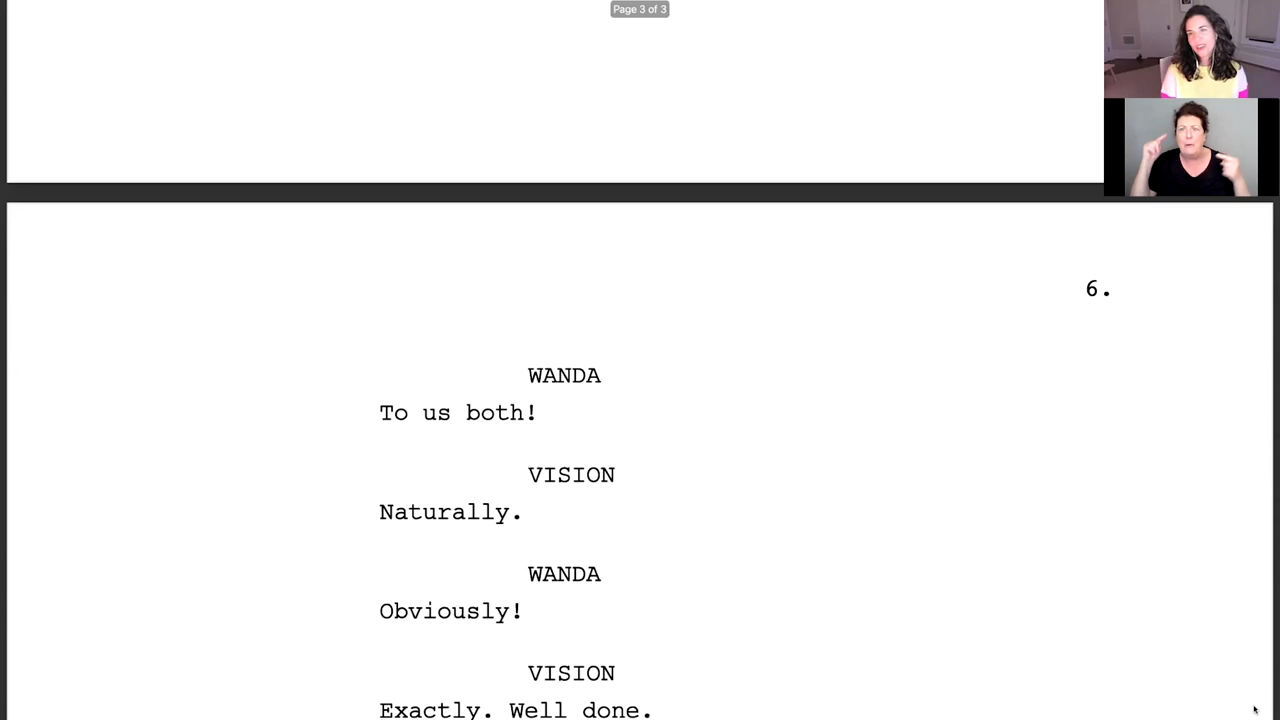 Page 3 of 3
6.
WANDA
To us both!
VISION
Naturally.
WANDA
Obviously!
VISION
Exactly. Well done.